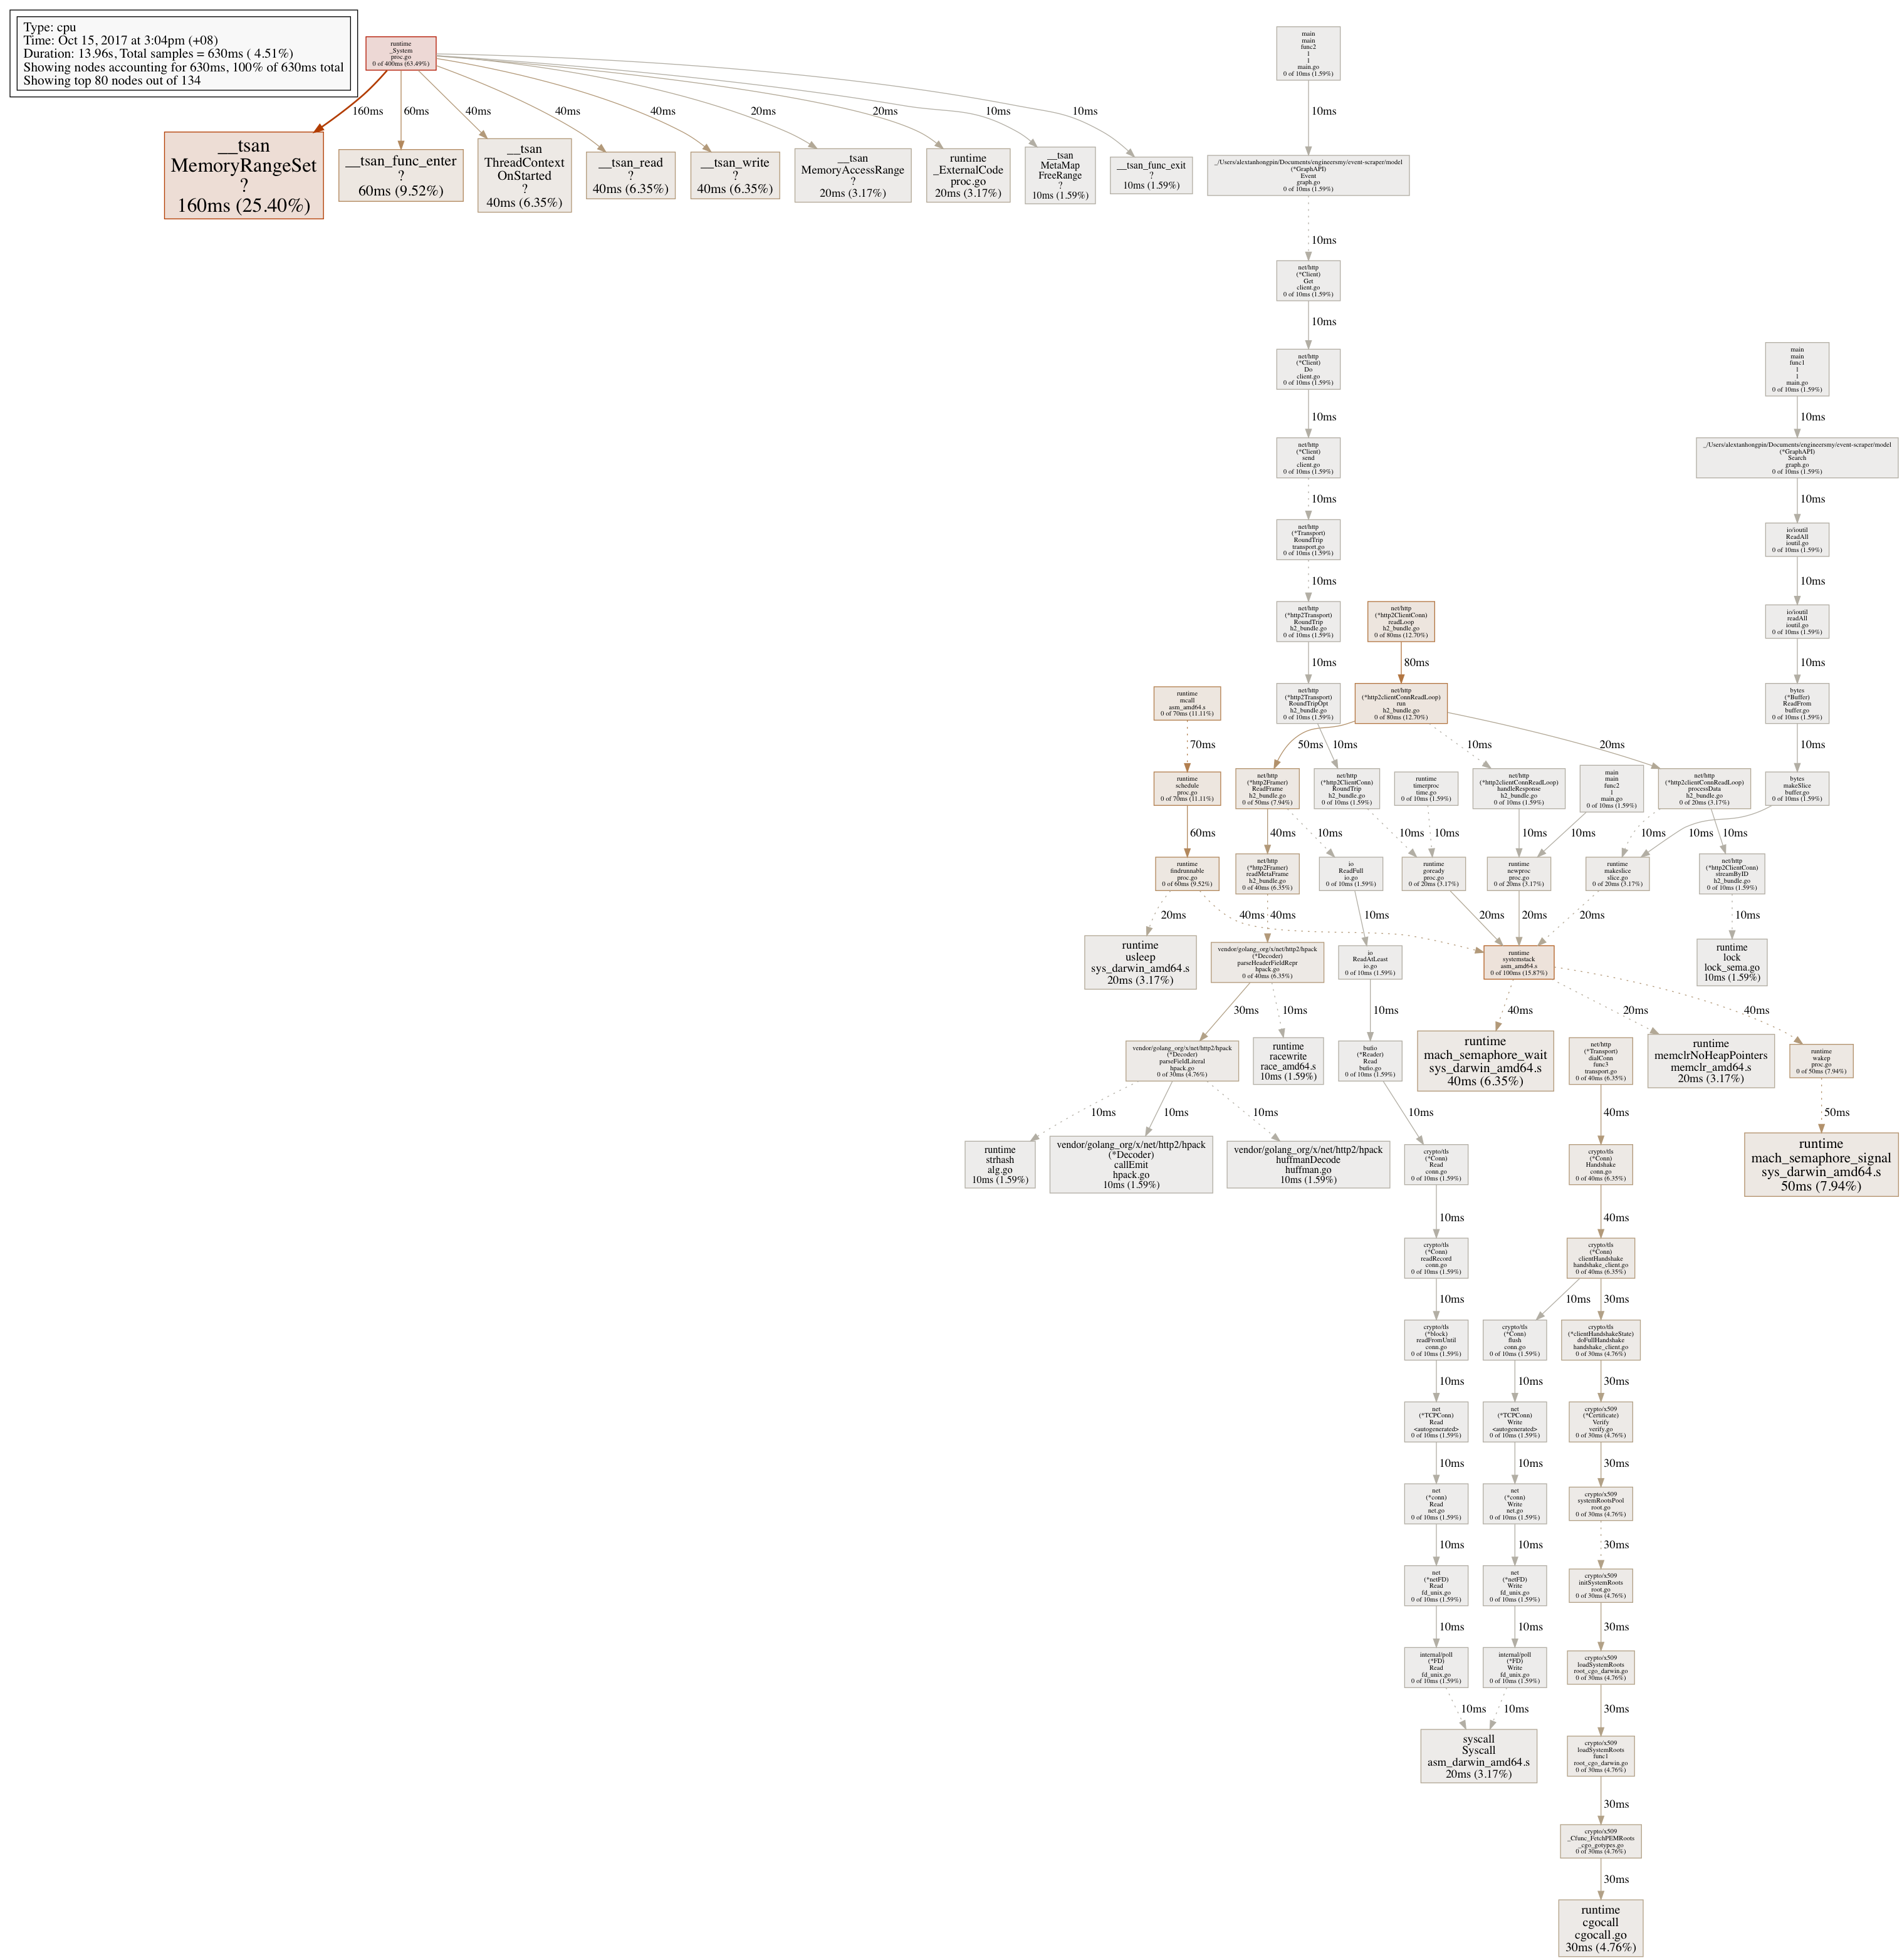 Type: cpu
Time: Oct 15, 2017 at 3:04pm (+08)
Duration: 13.96s, Total samples = 630ms ( 4.51%)
Showing nodes accounting for 630ms, 100% of 630ms total
Showing top 80 nodes out of 134
runtime
_System
proc.go
0 of 400ms (63.49%)
160ms
60ms
40ms
40ms
40ms
20ms
20ms
10ms
10ms
__tsan
MemoryRangeSet
?
160ms (25.40%)
__tsan_func_enter
?
60ms (9.52%)
__tsan
ThreadContext
OnStarted
?
40ms (6.35%)
__tsan_read
?
40ms (6.35%)
__tsan_write
?
40ms (6.35%)
__tsan
MemoryAccessRange
?
20ms (3.17%)
runtime
_ExternalCode
proc.go
20ms (3.17%)
__tsan
MetaMap
FreeRange
?
10ms (1.59%)
__tsan_func_exit
?
10ms (1.59%)
main
main
func2
1
1
main.go
0 of 10ms (1.59%)
10ms
_/Users/alextanhongpin/Documents/engineersmy/event-scraper/model
(*GraphAPI)
Event
graph.go
0 of 10ms (1.59%)
10ms
net/http
(*Client)
Get
client.go
0 of 10ms (1.59%)
10ms
net/http
(*Client)
Do
client.go
0 of 10ms (1.59%)
10ms
net/http
(*Client)
send
client.go
0 of 10ms (1.59%)
10ms
net/http
(*Transport)
RoundTrip
transport.go
0 of 10ms (1.59%)
10ms
net/http
(*http2Transport)
RoundTrip
h2_bundle.go
0 of 10ms (1.59%)
10ms
net/http
(*http2Transport)
RoundTripOpt
h2_bundle.go
0 of 10ms (1.59%)
10ms
main
main
func1
1
1
main.go
0 of 10ms (1.59%)
10ms
_/Users/alextanhongpin/Documents/engineersmy/event-scraper/model
(*GraphAPI)
Search
graph.go
0 of 10ms (1.59%)
10ms
io/ioutil
ReadAll
ioutil.go
0 of 10ms (1.59%)
10ms
io/ioutil
readAll
ioutil.go
0 of 10ms (1.59%)
10ms
bytes
(*Buffer)
ReadFrom
buffer.go
0 of 10ms (1.59%)
10ms
bytes
makeSlice
buffer.go
0 of 10ms (1.59%)
10ms
net/http
(*http2ClientConn)
readLoop
h2_bundle.go
0 of 80ms (12.70%)
80ms
net/http
(*http2clientConnReadLoop)
run
h2_bundle.go
0 of 80ms (12.70%)
50ms
10ms
20ms
runtime
mcall
asm_amd64.s
0 of 70ms (11.11%)
70ms
runtime
schedule
proc.go
0 of 70ms (11.11%)
60ms
runtime
findrunnable
proc.go
0 of 60ms (9.52%)
20ms
40ms
net/http
(*http2Framer)
ReadFrame
h2_bundle.go
0 of 50ms (7.94%)
40ms
10ms
net/http
(*http2ClientConn)
RoundTrip
h2_bundle.go
0 of 10ms (1.59%)
10ms
runtime
timerproc
time.go
0 of 10ms (1.59%)
10ms
net/http
(*http2clientConnReadLoop)
handleResponse
h2_bundle.go
0 of 10ms (1.59%)
10ms
main
main
func2
1
main.go
0 of 10ms (1.59%)
10ms
net/http
(*http2clientConnReadLoop)
processData
h2_bundle.go
0 of 20ms (3.17%)
10ms
10ms
net/http
(*http2Framer)
readMetaFrame
h2_bundle.go
0 of 40ms (6.35%)
40ms
io
ReadFull
io.go
0 of 10ms (1.59%)
10ms
runtime
goready
proc.go
0 of 20ms (3.17%)
20ms
runtime
newproc
proc.go
0 of 20ms (3.17%)
20ms
runtime
makeslice
slice.go
0 of 20ms (3.17%)
20ms
net/http
(*http2ClientConn)
streamByID
h2_bundle.go
0 of 10ms (1.59%)
10ms
runtime
usleep
sys_darwin_amd64.s
20ms (3.17%)
vendor/golang_org/x/net/http2/hpack
(*Decoder)
parseHeaderFieldRepr
hpack.go
0 of 40ms (6.35%)
30ms
10ms
io
ReadAtLeast
io.go
0 of 10ms (1.59%)
10ms
runtime
systemstack
asm_amd64.s
0 of 100ms (15.87%)
40ms
20ms
40ms
runtime
lock
lock_sema.go
10ms (1.59%)
vendor/golang_org/x/net/http2/hpack
(*Decoder)
parseFieldLiteral
hpack.go
0 of 30ms (4.76%)
10ms
10ms
10ms
runtime
racewrite
race_amd64.s
10ms (1.59%)
bufio
(*Reader)
Read
bufio.go
0 of 10ms (1.59%)
10ms
runtime
mach_semaphore_wait
sys_darwin_amd64.s
40ms (6.35%)
net/http
(*Transport)
dialConn
func3
transport.go
0 of 40ms (6.35%)
40ms
runtime
memclrNoHeapPointers
memclr_amd64.s
20ms (3.17%)
runtime
wakep
proc.go
0 of 50ms (7.94%)
50ms
runtime
strhash
alg.go
10ms (1.59%)
vendor/golang_org/x/net/http2/hpack
(*Decoder)
callEmit
hpack.go
10ms (1.59%)
vendor/golang_org/x/net/http2/hpack
huffmanDecode
huffman.go
10ms (1.59%)
crypto/tls
(*Conn)
Read
conn.go
0 of 10ms (1.59%)
10ms
crypto/tls
(*Conn)
Handshake
conn.go
0 of 40ms (6.35%)
40ms
runtime
mach_semaphore_signal
sys_darwin_amd64.s
50ms (7.94%)
crypto/tls
(*Conn)
readRecord
conn.go
0 of 10ms (1.59%)
10ms
crypto/tls
(*Conn)
clientHandshake
handshake_client.go
0 of 40ms (6.35%)
10ms
30ms
crypto/tls
(*block)
readFromUntil
conn.go
0 of 10ms (1.59%)
10ms
crypto/tls
(*Conn)
flush
conn.go
0 of 10ms (1.59%)
10ms
crypto/tls
(*clientHandshakeState)
doFullHandshake
handshake_client.go
0 of 30ms (4.76%)
30ms
net
(*TCPConn)
Read
<autogenerated>
0 of 10ms (1.59%)
10ms
net
(*TCPConn)
Write
<autogenerated>
0 of 10ms (1.59%)
10ms
crypto/x509
(*Certificate)
Verify
verify.go
0 of 30ms (4.76%)
30ms
net
(*conn)
Read
net.go
0 of 10ms (1.59%)
10ms
net
(*conn)
Write
net.go
0 of 10ms (1.59%)
10ms
crypto/x509
systemRootsPool
root.go
0 of 30ms (4.76%)
30ms
net
(*netFD)
Read
fd_unix.go
0 of 10ms (1.59%)
10ms
net
(*netFD)
Write
fd_unix.go
0 of 10ms (1.59%)
10ms
crypto/x509
initSystemRoots
root.go
0 of 30ms (4.76%)
30ms
internal/poll
(*FD)
Read
fd_unix.go
0 of 10ms (1.59%)
10ms
internal/poll
(*FD)
Write
fd_unix.go
0 of 10ms (1.59%)
10ms
crypto/x509
loadSystemRoots
root_cgo_darwin.go
0 of 30ms (4.76%)
30ms
syscall
Syscall
asm_darwin_amd64.s
20ms (3.17%)
crypto/x509
loadSystemRoots
func1
root_cgo_darwin.go
0 of 30ms (4.76%)
30ms
crypto/x509
_Cfunc_FetchPEMRoots
_cgo_gotypes.go
0 of 30ms (4.76%)
30ms
runtime
cgocall
cgocall.go
30ms (4.76%)